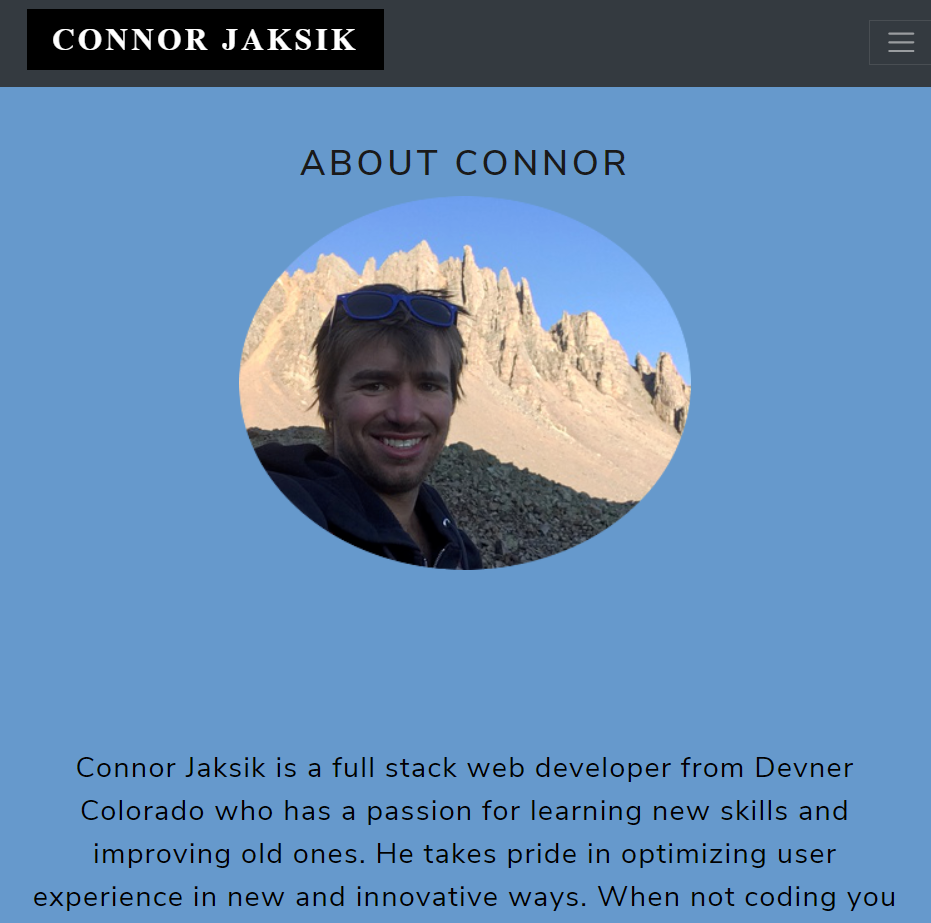 CONNOR JAKSIK
ABOUT CONNOR
Connor Jaksik is a full stack web developer from Devner
Colorado who has a passion for learning new skills and
improving old ones. He takes pride in optimizing user
experience in new and innovative ways. When not coding you